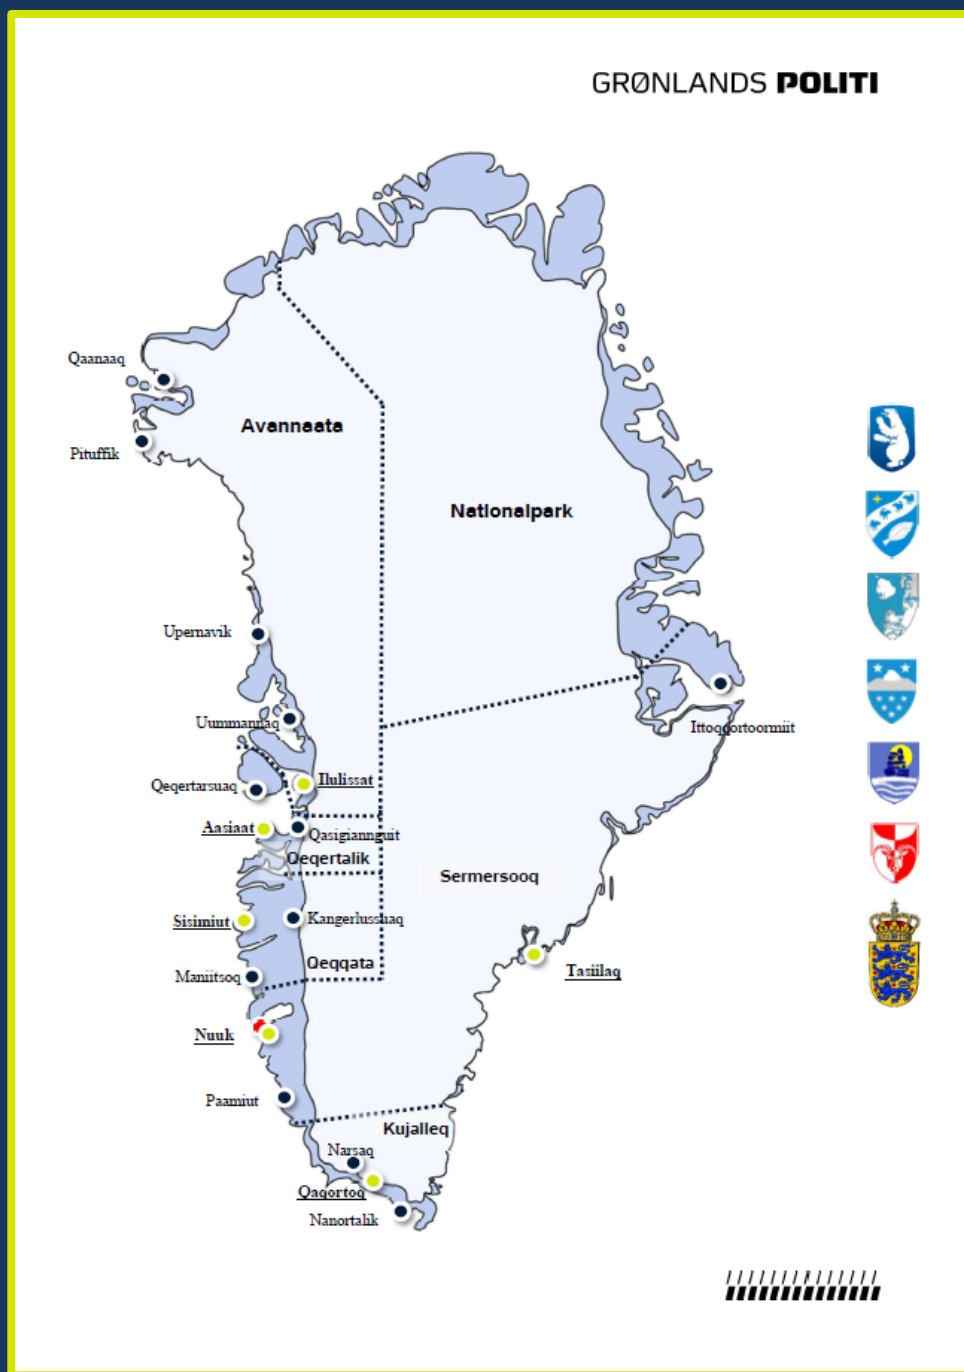 GRØNLANDS POLITI
Qaanaaq
Avannaata
Pituffik
Nationalpark
Upernavik
Uummannaq
Ittoqqortoormiit
Ilulissat
Qeqertarsuaq
Aasiaat
Qasigiannguit
Qeqertalik
Sermersooq
Sisimiut
Kangerlussuaq
Qeqqata
Tasiilaq
Maniitsoq
Nuuk
Paamiut
Kujalleq
Narsaq
Qaqortoq
Nanortalik